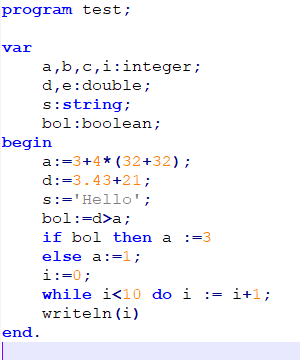 program test;
var
a,b,c,i:integer;
d,e:double;
s:string;
bol:boolean;
begin
a:=3+4*(32+32);
d:=3.43+21;
s:='Hello';
bol:=d>a;
if bol then a :=3
else a:=1;
i:=0;
while i<10 do i := i+1;
writeln(i)
end.